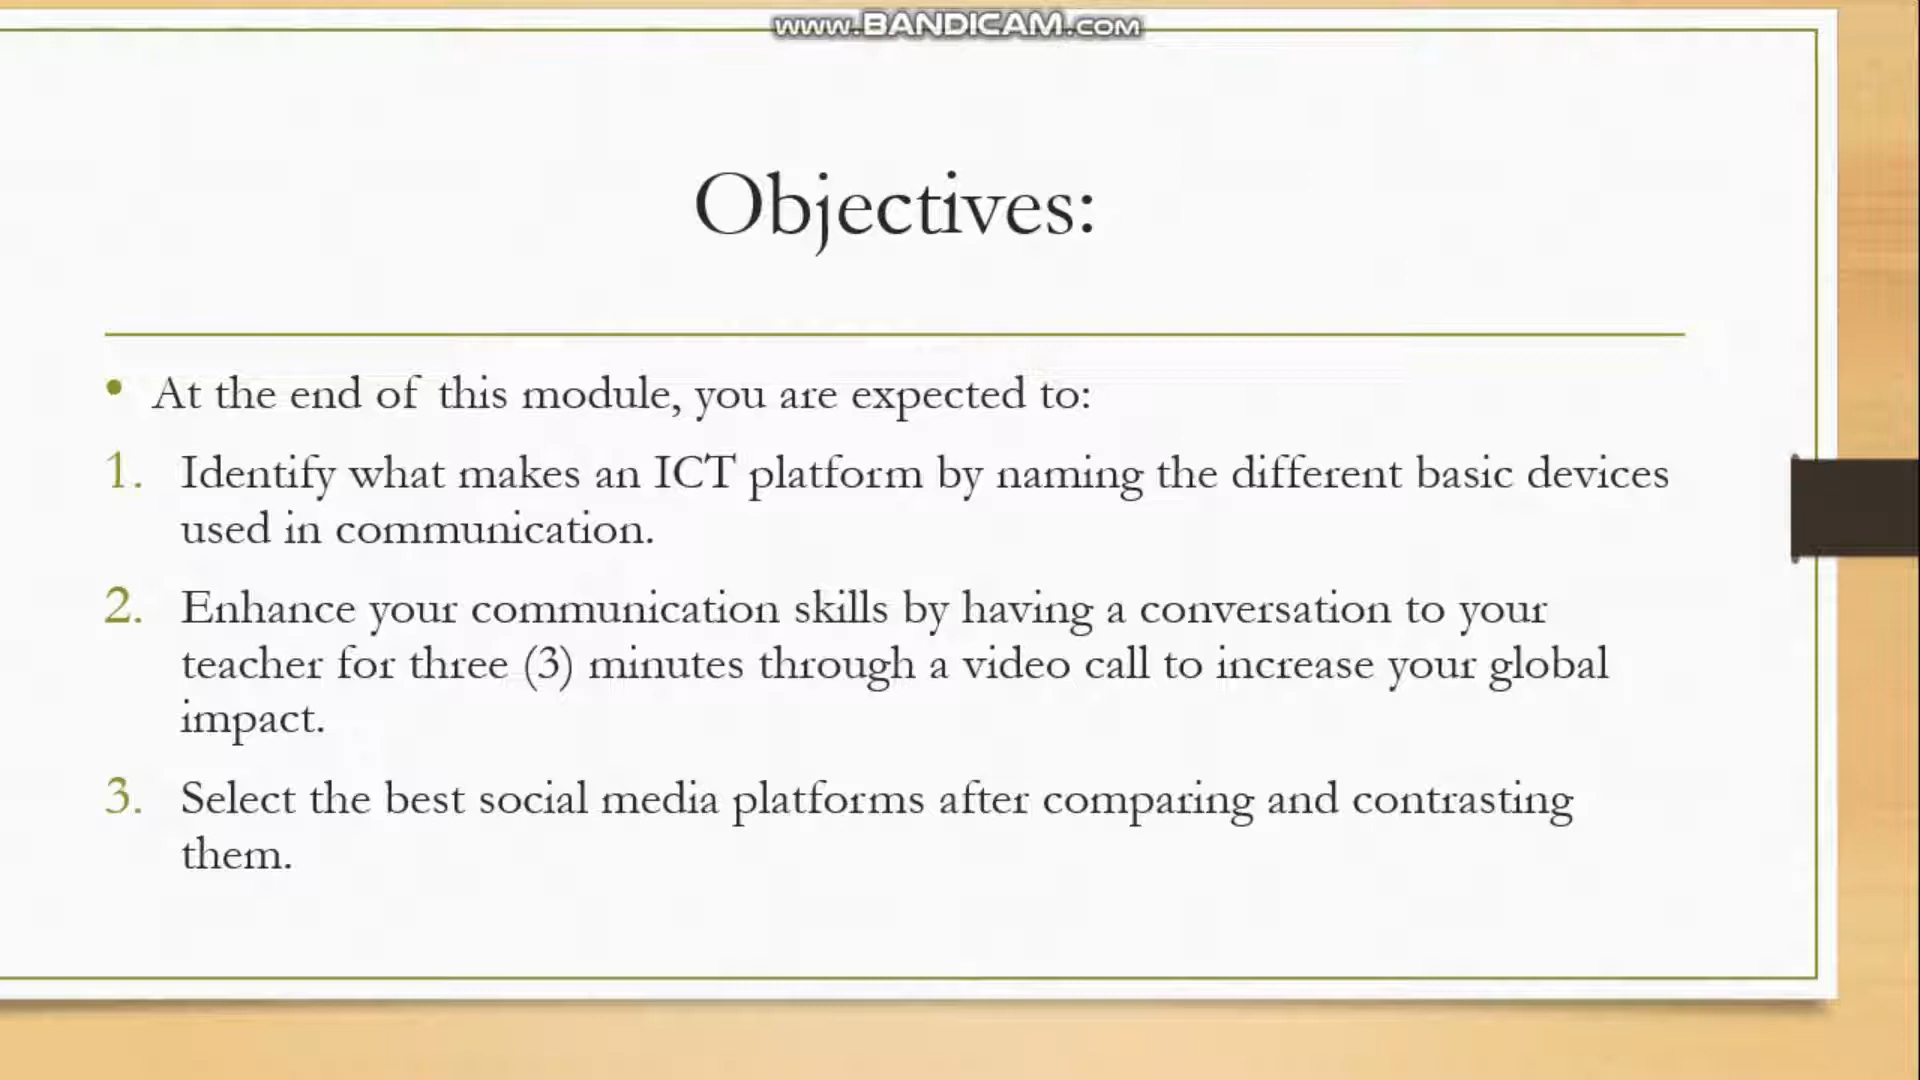 www.BANDICAM.com
Objectives:
• At the end of this module, you are expected to:
1. Identify what makes an ICT platform by naming the different basic devices
used in communication.
2. Enhance your communication skills by having a conversation to your
teacher for three (3) minutes through a video call to increase your global
impact.
3. Select the best social media platforms after comparing and contrasting
them.